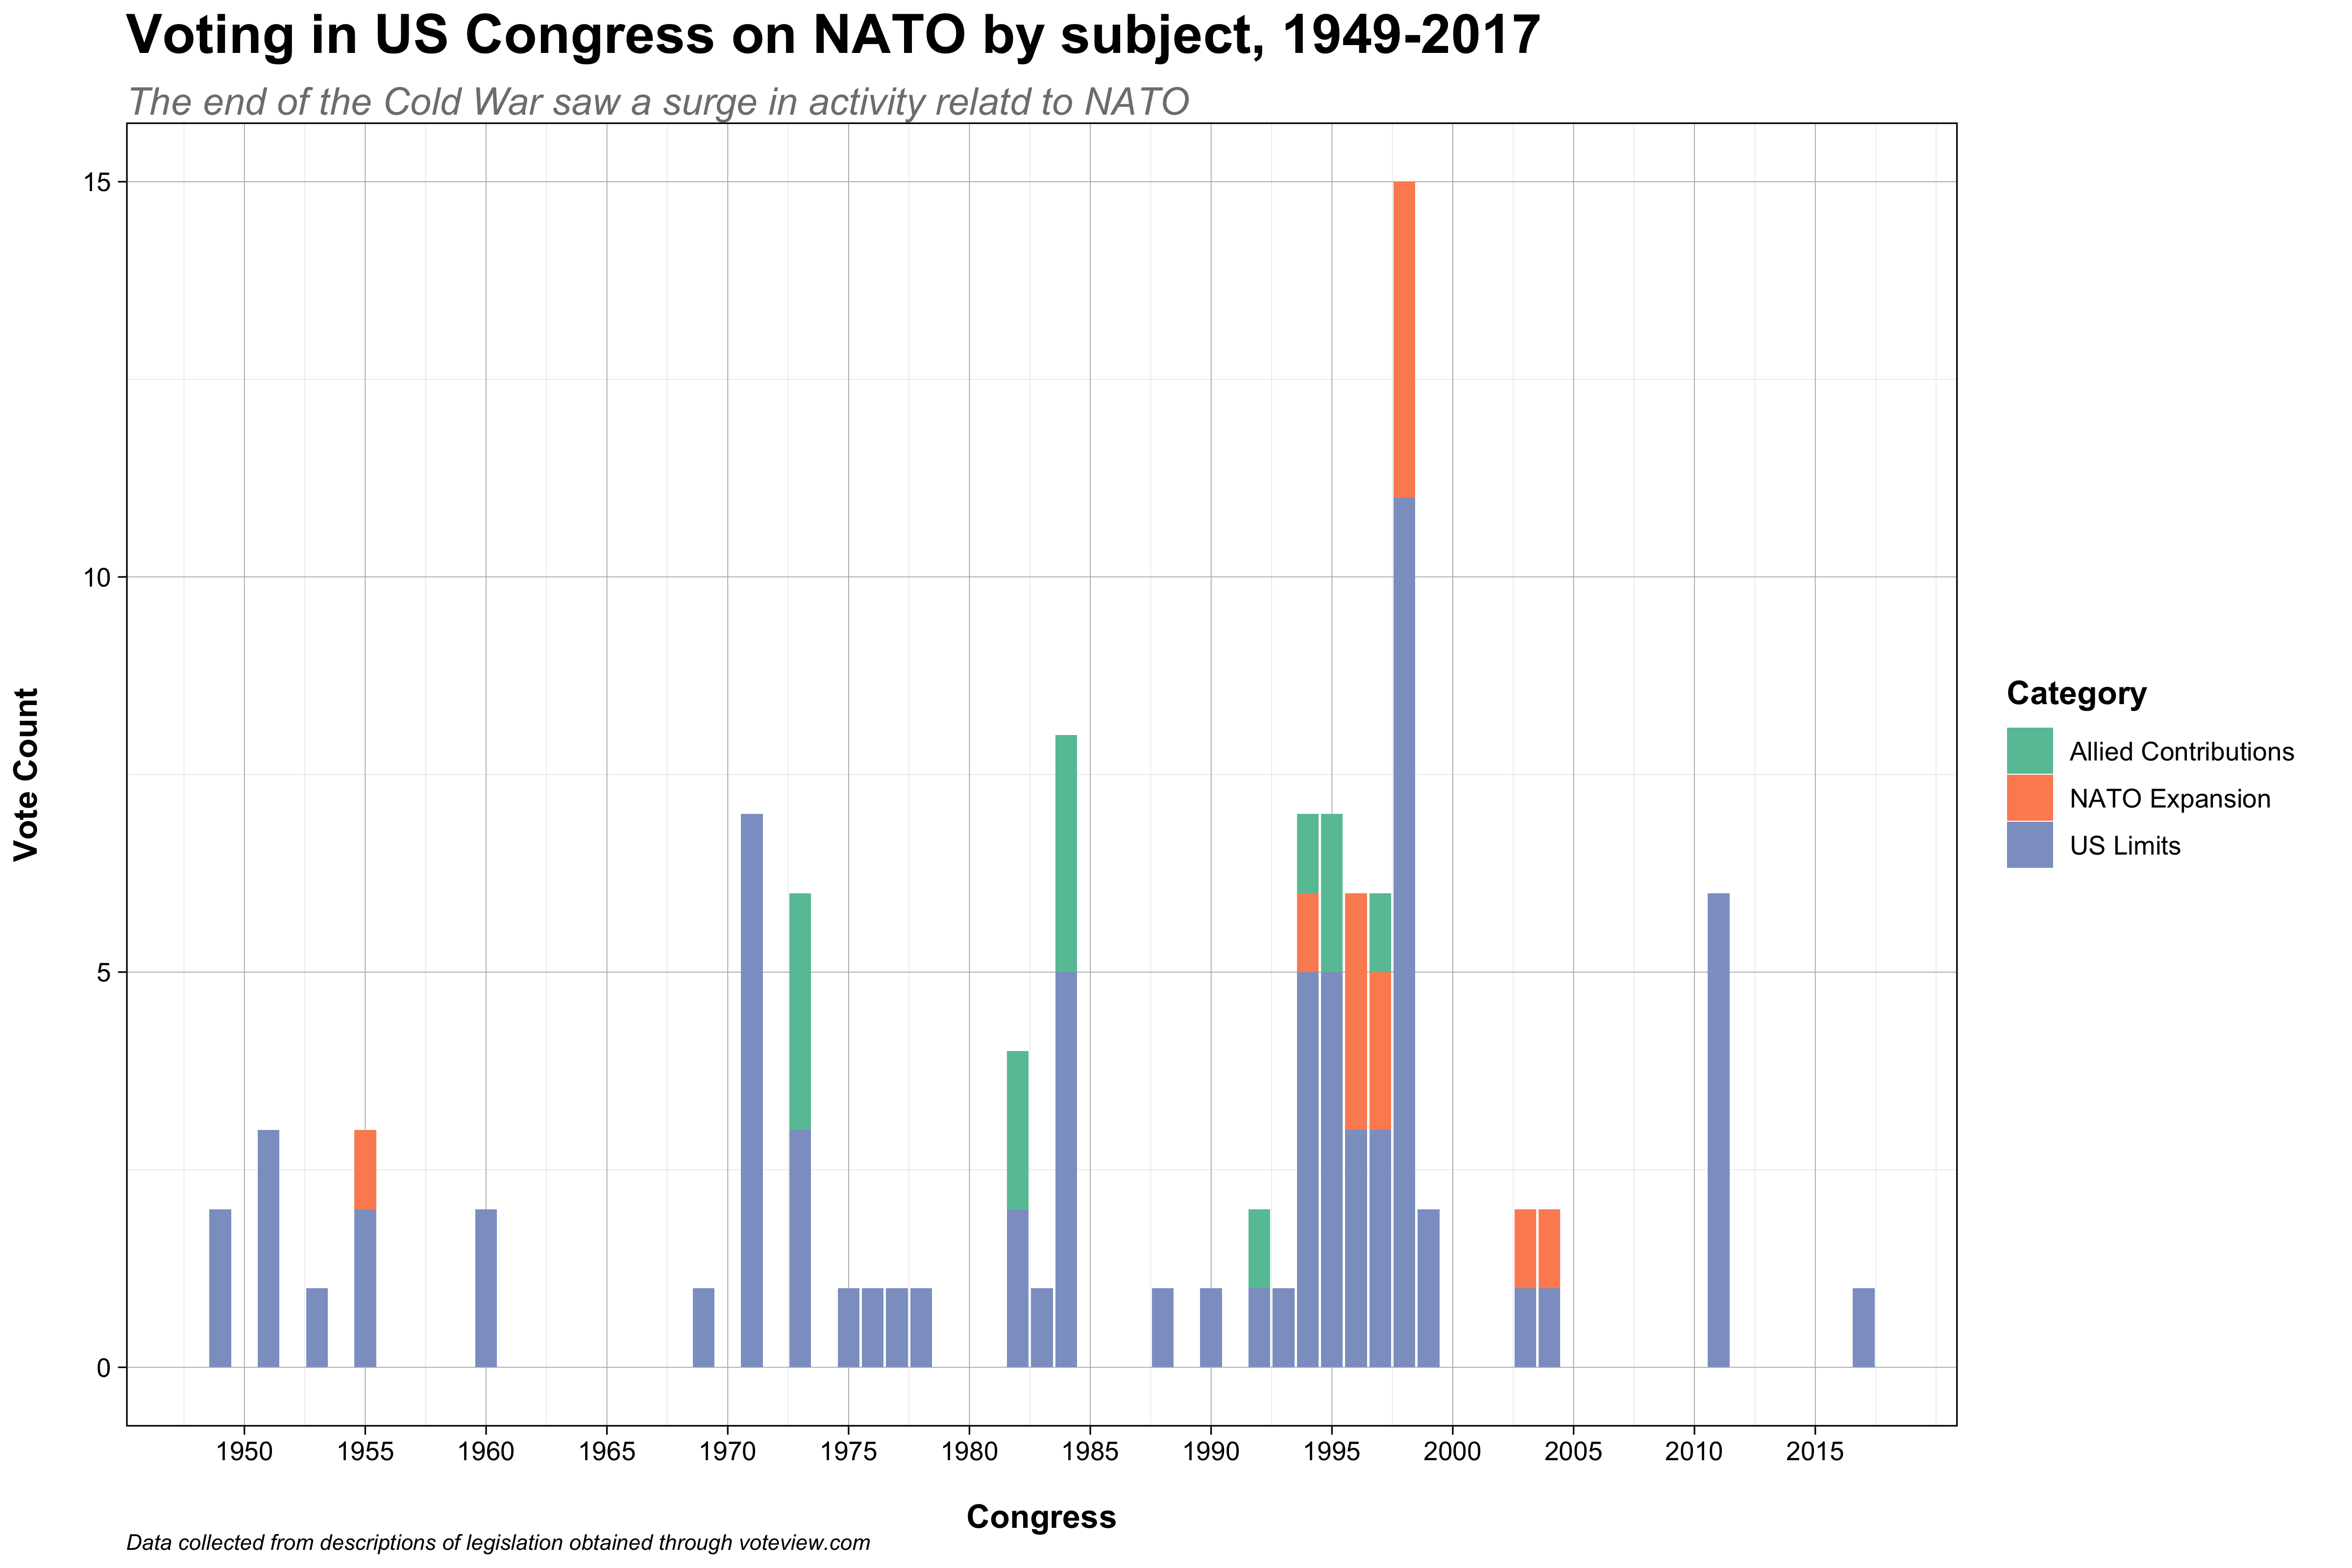 Voting in US Congress on NATO by subject, 1949-2017
The end of the Cold War saw a surge in activity relatd to NATO
15
10
5
0
Vote Count
1950 1955 1960 1965 1970 1975 1980 1985 1990 1995 2000 2005 2010 2015
Congress
Category
Allied Contributions
NATO Expansion
US Limits
Data collected from descriptions of legislation obtained through voteview.com